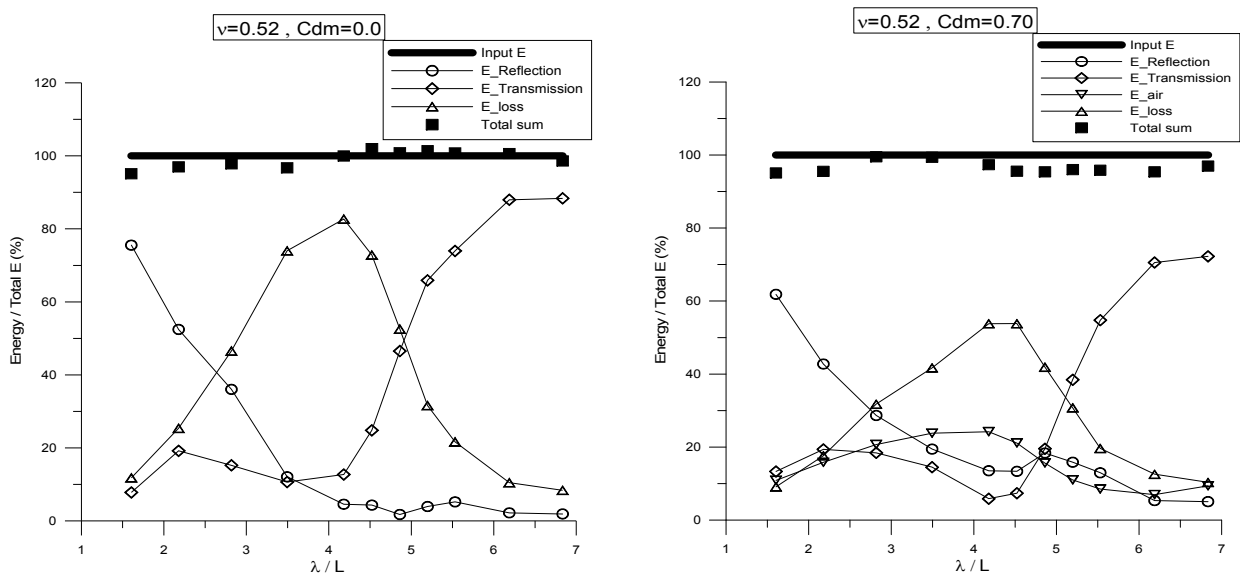 ν=0.52 , Cdm=0.0
Input E
E_Reflection
E_Transmission
E_loss
Total sum
120
100
80
60
40
20
0
Energy / Total E (%)
1 2 3 4 5 6 7
λ / L
ν=0.52 , Cdm=0.70
Input E
E_Reflection
E_Transmission
E_air
E_loss
Total sum
120
100
80
60
40
20
0
Energy / Total E (%)
1 2 3 4 5 6 7
λ / L